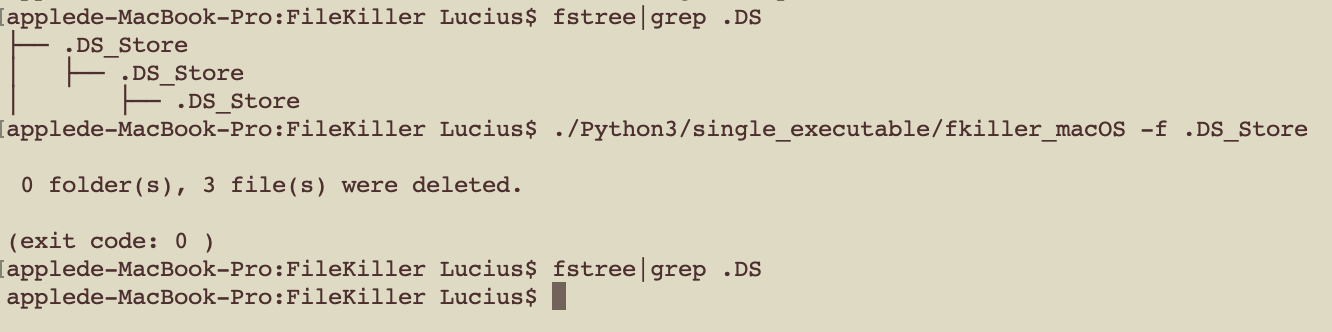 [applede-MacBook-Pro:FileKiller Lucius$ fstree|grep .DS
├── .DS_Store
│   ├── .DS_Store
│       ├── .DS_Store
[applede-MacBook-Pro:FileKiller Lucius$ ./Python3/single_executable/fkiller_macOS -f .DS_Store
0 folder(s), 3 file(s) were deleted.
(exit code: 0 )
[applede-MacBook-Pro:FileKiller Lucius$ fstree|grep .DS
applede-MacBook-Pro:FileKiller Lucius$